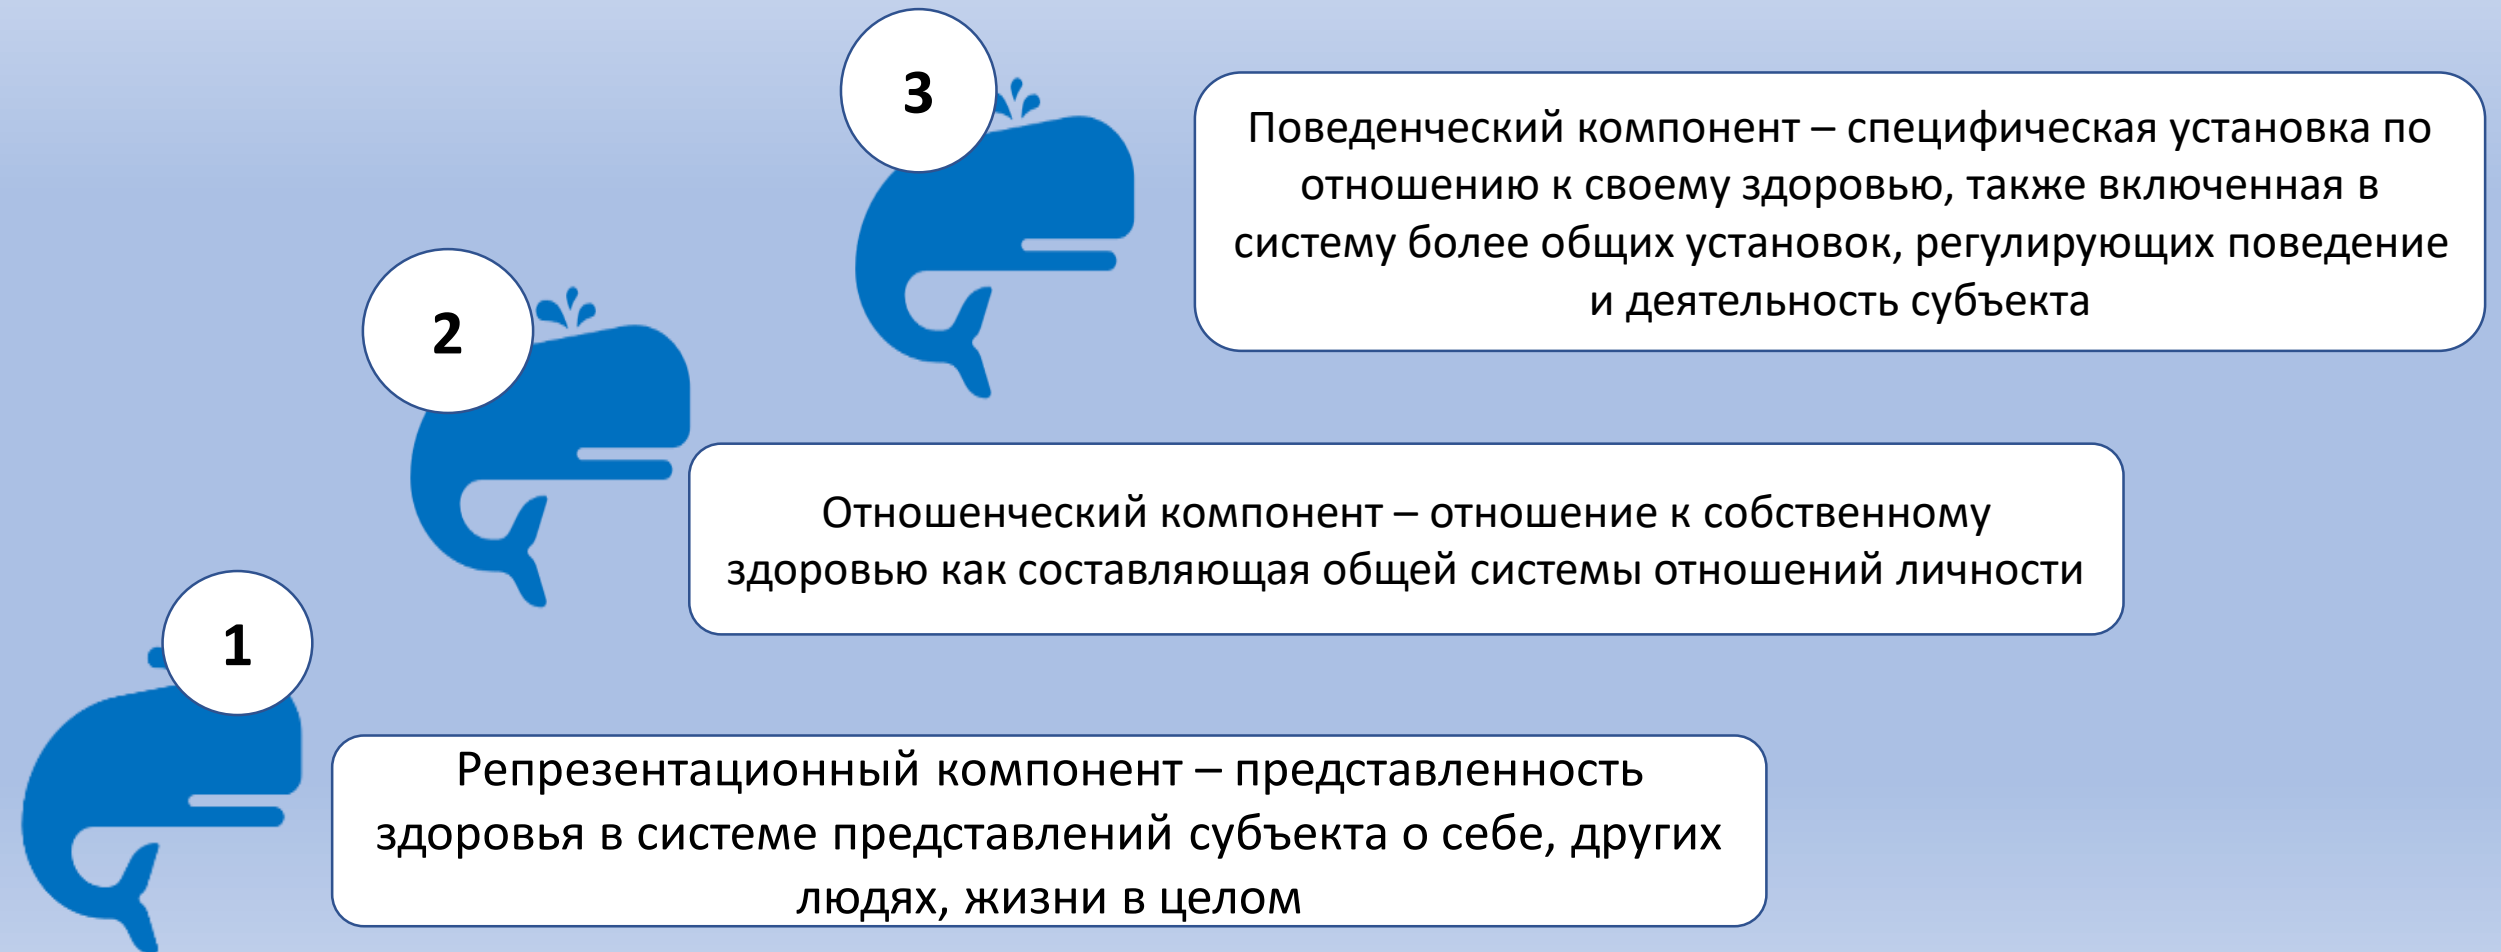 3
Поведенческий компонент – специфическая установка по
отношению к своему здоровью, также включенная в
систему более общих установок, регулирующих поведение
и деятельность субъекта
2
Отношенческий компонент – отношение к собственному
здоровью как составляющая общей системы отношений личности
1
Репрезентационный компонент – представленность
здоровья в системе представлений субъекта о себе, других
людях, жизни в целом